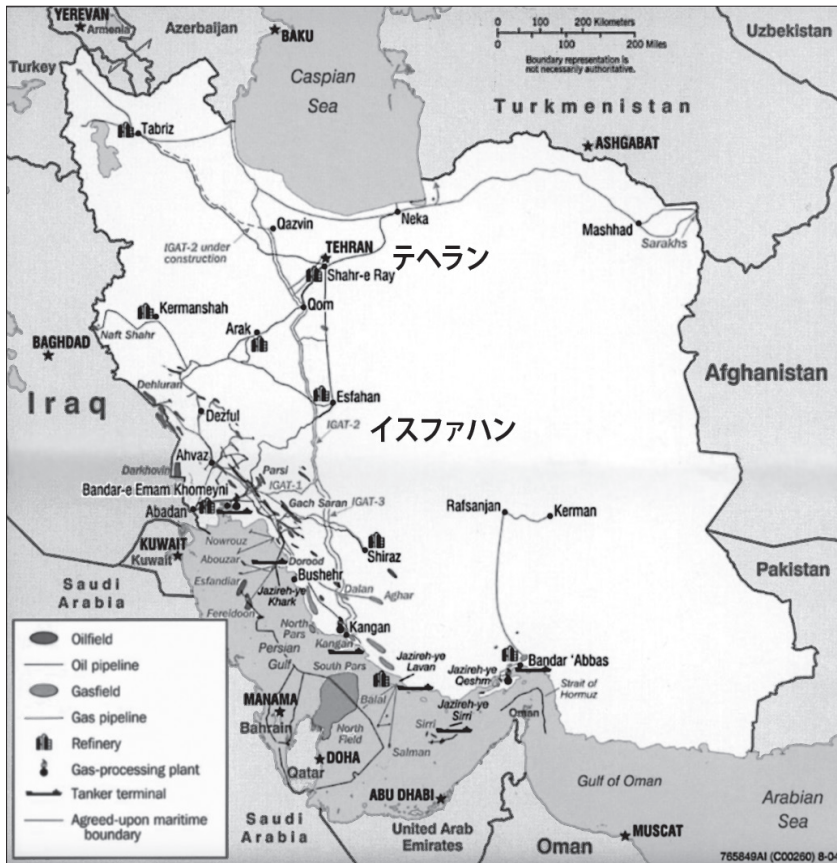 YEREVAN
Armenia
Azerbaijan
BAKU
0 100 200 Kilometers
0 100 200 Miles
Boundary representation is
not necessarily authoritative.
Uzbekistan
Turkey
Caspian
Sea
Turkmenistan
ASHGABAT
Tabriz
Neka
Qazvin
Mashhad
Sarakhs
IGAT-2 under
construction
TEHRAN
テヘラン
Shahr-e Ray
Qom
Kermanshah
Arak
Naft Shahr
BAGHDAD
Iraq
Dehluran
Esfahan
Afghanistan
Dezful
イスファハン
IGAT-2
Ahvaz
Darkhovin
Parsi
IGAT-1
Bandar-e Emam Khomeyni
Gach Saran
IGAT-3
Rafsanjan
Kerman
Abadan
KUWAIT
Kuwait
Nowrouz
Shiraz
Abouzar
Dorood
Bushehr
Pakistan
Saudi
Arabia
Esfandiar
Jazireh-ye
Khark
Dalan
Aghar
Fereidoon
North
Pars
Kangan
Kangan
Persian
Gulf
South Pars
Jazireh-ye
Lavan
Jazireh-ye
Qeshm
Bandar 'Abbas
Strait of
Hormuz
Balal
MANAMA
Bahrain
Jazireh-ye
Sirri
Oman
Sirri
North
Field
Salman
DOHA
Qatar
Gulf of Oman
ABU DHABI
Arabian
Sea
Saudi
Arabia
United Arab
Emirates
Oman
MUSCAT
Oilfield
Oil pipeline
Gasfield
Gas pipeline
Refinery
Gas-processing plant
Tanker terminal
Agreed-upon maritime
boundary
765849AI (C00260) 8-04